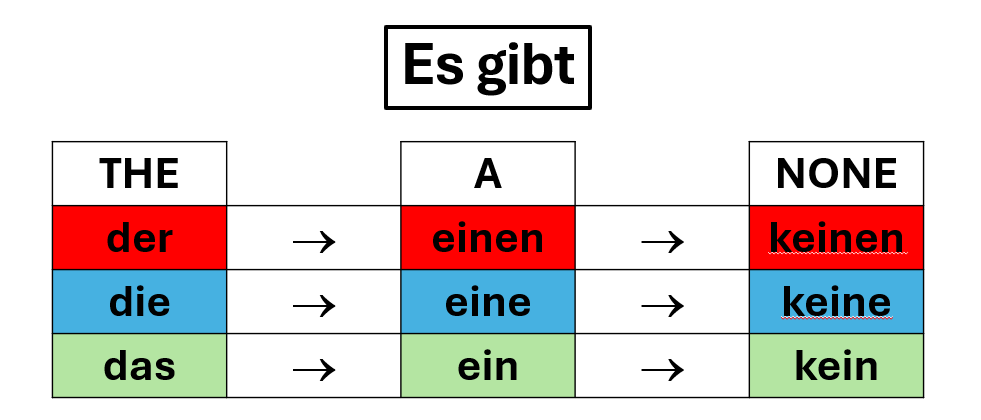 Es gibt
THE A NONE
der → einen → keinen
die → eine → keine
das → ein → kein